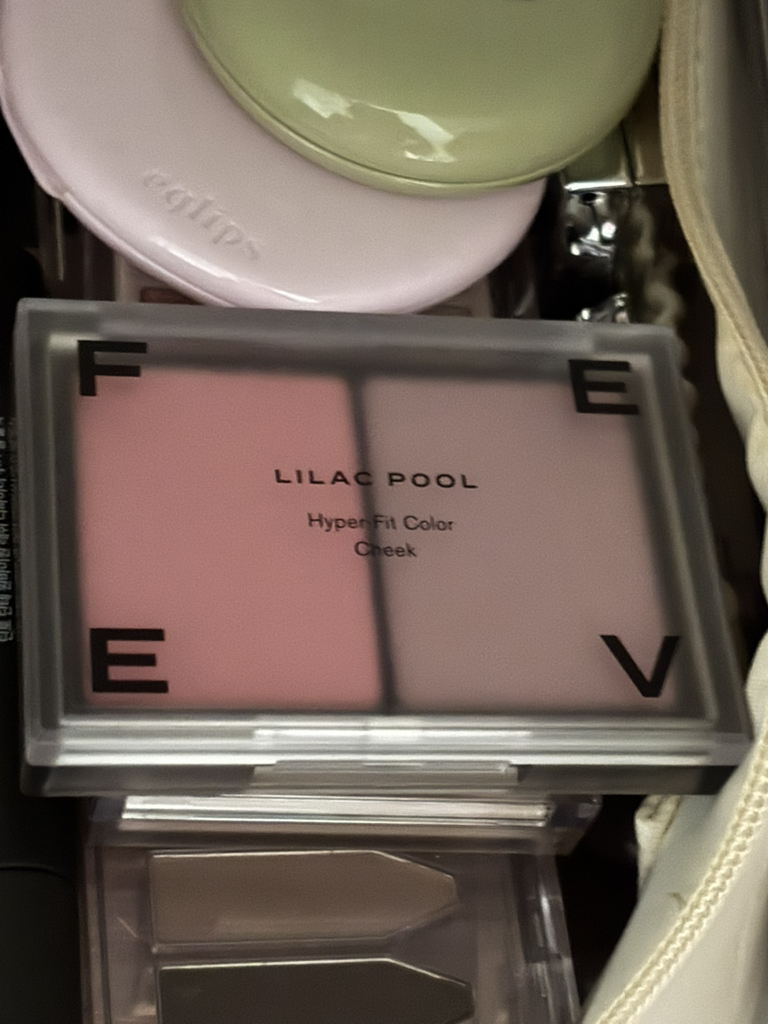 eqlips
F E
LILAC POOL
Hyper-Fit Color
Cheek
E V